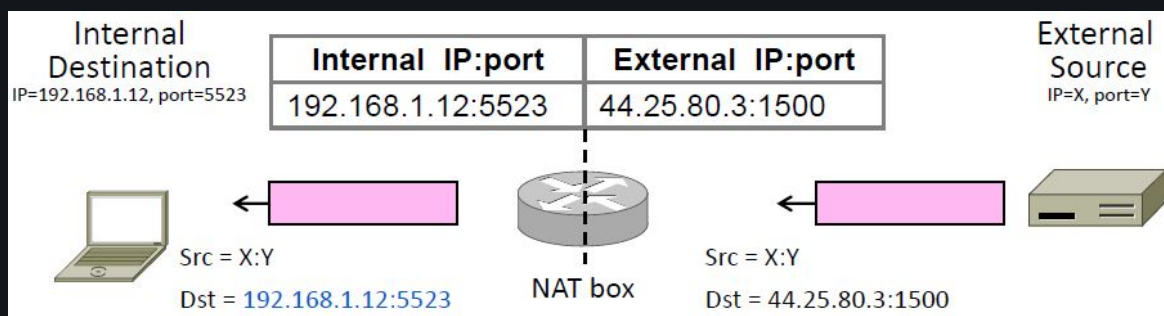 Internal
Destination
IP=192.168.1.12, port=5523
Internal IP:port External IP:port
192.168.1.12:5523 44.25.80.3:1500
External
Source
IP=X, port=Y
Src = X:Y
Dst = 192.168.1.12:5523
NAT box
Src = X:Y
Dst = 44.25.80.3:1500